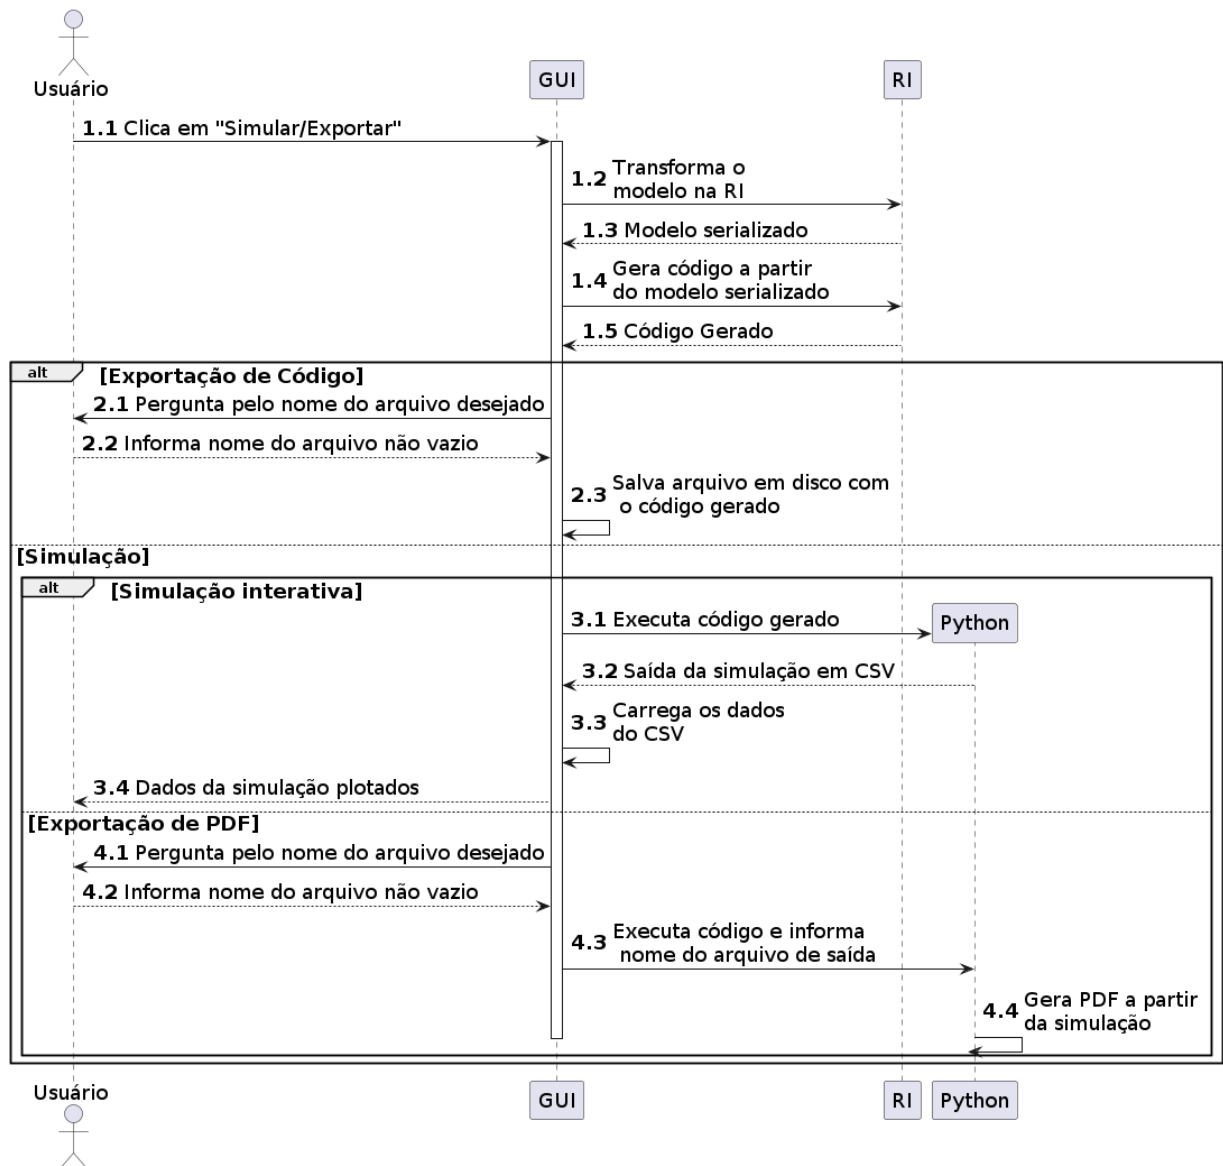 Usuário
GUI
RI
1.1 Clica em "Simular/Exportar"
1.2 Transforma o
modelo na RI
1.3 Modelo serializado
1.4 Gera código a partir
do modelo serializado
1.5 Código Gerado
alt [Exportação de Código]
2.1 Pergunta pelo nome do arquivo desejado
2.2 Informa nome do arquivo não vazio
2.3 Salva arquivo em disco com
o código gerado
[Simulação]
alt [Simulação interativa]
3.1 Executa código gerado
Python
3.2 Saída da simulação em CSV
3.3 Carrega os dados
do CSV
3.4 Dados da simulação plotados
[Exportação de PDF]
4.1 Pergunta pelo nome do arquivo desejado
4.2 Informa nome do arquivo não vazio
4.3 Executa código e informa
nome do arquivo de saída
4.4 Gera PDF a partir
da simulação
Usuário
GUI
RI
Python